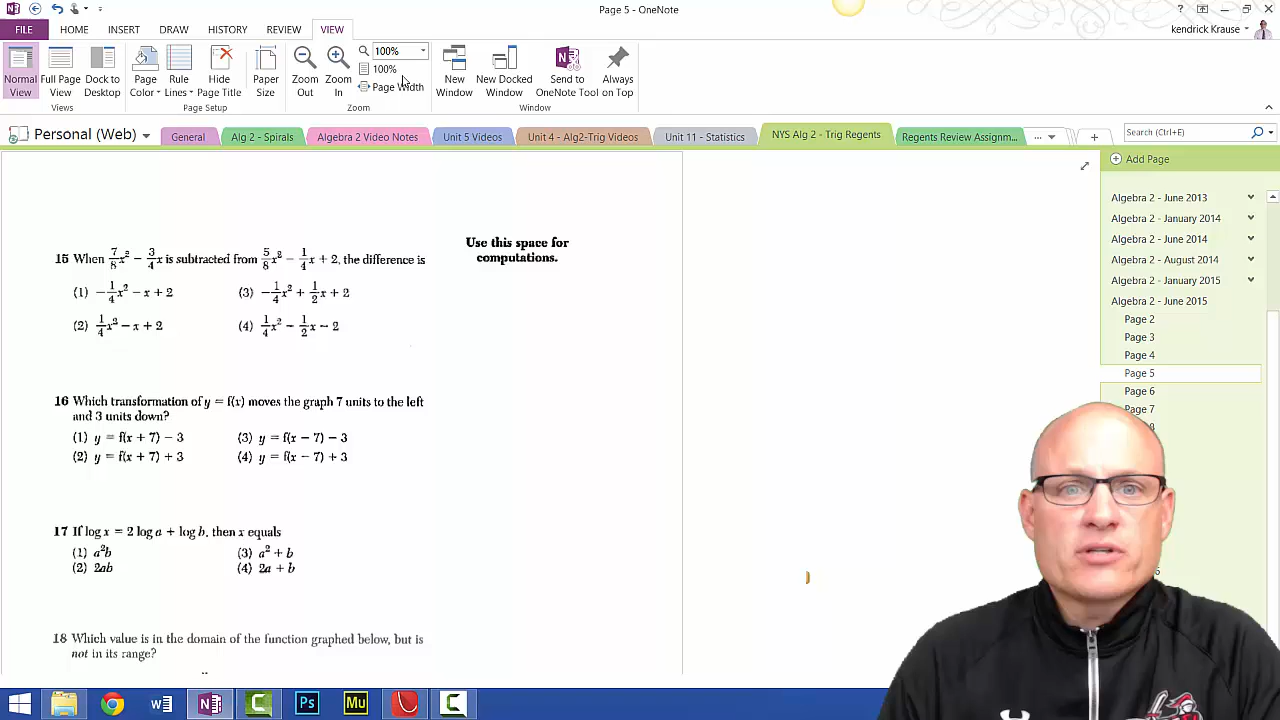 Page 5 - OneNote
FILE HOME INSERT DRAW HISTORY REVIEW VIEW
kendrick Krause
Normal View
Full Page View
Dock to Desktop
Views
Page Color
Rule Lines
Hide Page Title
Paper Size
Page Setup
Zoom Out
Zoom In
100%
100%
Page Width
Zoom
New Window
New Docked Window
Send to OneNote Tool
Always on Top
Window
Personal (Web)
General
Alg 2 - Spirals
Algebra 2 Video Notes
Unit 5 Videos
Unit 4 - Alg2-Trig Videos
Unit 11 - Statistics
NYS Alg 2 - Trig Regents
Regents Review Assignm...
...
Search (Ctrl+E)
Add Page
Algebra 2 - June 2013
Algebra 2 - January 2014
Algebra 2 - June 2014
Algebra 2 - August 2014
Algebra 2 - January 2015
Algebra 2 - June 2015
Page 2
Page 3
Page 4
Page 5
Page 6
Page 7
Use this space for
computations.
15 When 7/8x² − 3/4x is subtracted from 5/8x² − 1/4x + 2, the difference is
(1) −1/4x² − x + 2 (3) −1/4x² + 1/2x + 2
(2) 1/4x² − x + 2 (4) 1/4x² − 1/2x − 2
16 Which transformation of y = f(x) moves the graph 7 units to the left
and 3 units down?
(1) y = f(x + 7) − 3 (3) y = f(x − 7) − 3
(2) y = f(x + 7) + 3 (4) y = f(x − 7) + 3
17 If log x = 2 log a + log b, then x equals
(1) a²b (3) a² + b
(2) 2ab (4) 2a + b
18 Which value is in the domain of the function graphed below, but is
not in its range?
Ps
Mu